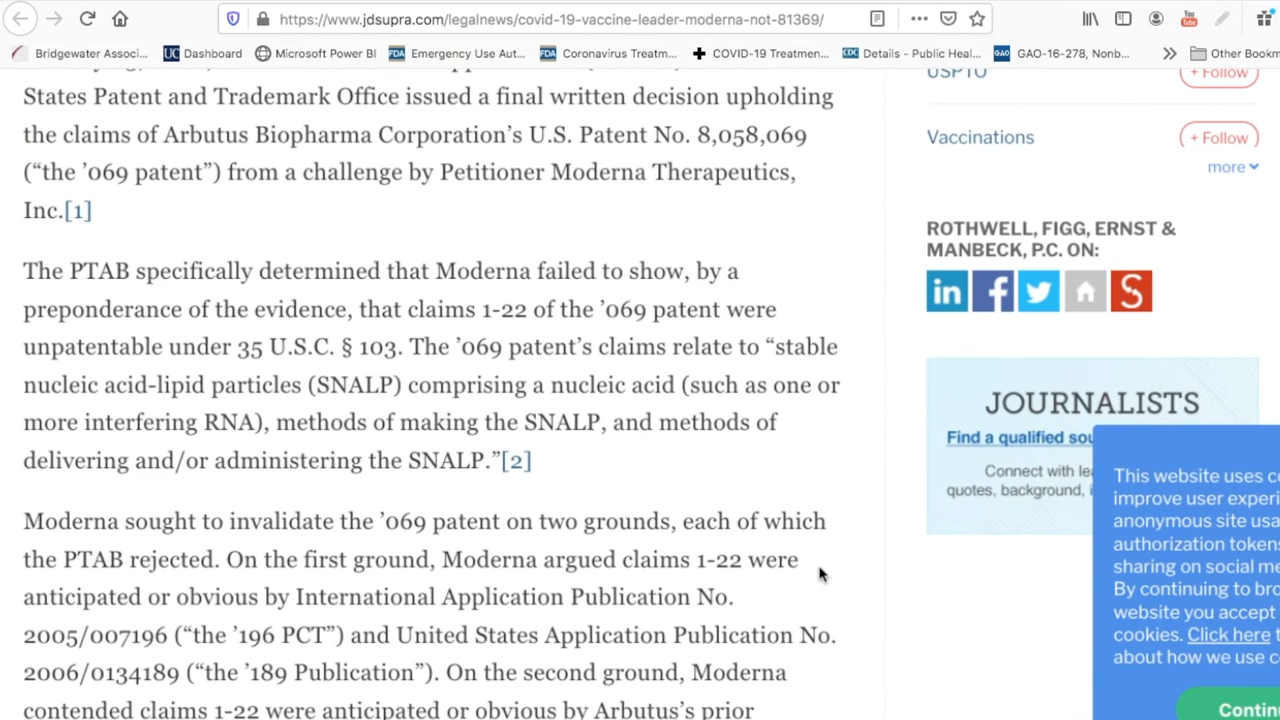 https://www.jdsupra.com/legalnews/covid-19-vaccine-leader-moderna-not-81369/
Bridgewater Associ... Dashboard Microsoft Power BI Emergency Use Aut... Coronavirus Treatm... COVID-19 Treatmen... Details - Public Heal... GAO-16-278, Nonb... Other Bookm
States Patent and Trademark Office issued a final written decision upholding
the claims of Arbutus Biopharma Corporation’s U.S. Patent No. 8,058,069
(“the ’069 patent”) from a challenge by Petitioner Moderna Therapeutics,
Inc.[1]
The PTAB specifically determined that Moderna failed to show, by a
preponderance of the evidence, that claims 1-22 of the ’069 patent were
unpatentable under 35 U.S.C. § 103. The ’069 patent’s claims relate to “stable
nucleic acid-lipid particles (SNALP) comprising a nucleic acid (such as one or
more interfering RNA), methods of making the SNALP, and methods of
delivering and/or administering the SNALP.”[2]
Moderna sought to invalidate the ’069 patent on two grounds, each of which
the PTAB rejected. On the first ground, Moderna argued claims 1-22 were
anticipated or obvious by International Application Publication No.
2005/007196 (“the ’196 PCT”) and United States Application Publication No.
2006/0134189 (“the ’189 Publication”). On the second ground, Moderna
contended claims 1-22 were anticipated or obvious by Arbutus’s prior
USPTO + Follow
Vaccinations + Follow
more
ROTHWELL, FIGG, ERNST &
MANBECK, P.C. ON:
JOURNALISTS
Find a qualified sou
Connect with le
quotes, background, i
This website uses c
improve user experi
anonymous site usa
authorization tokens
sharing on social me
By continuing to bro
website you accept
cookies. Click here t
about how we use c
Contin